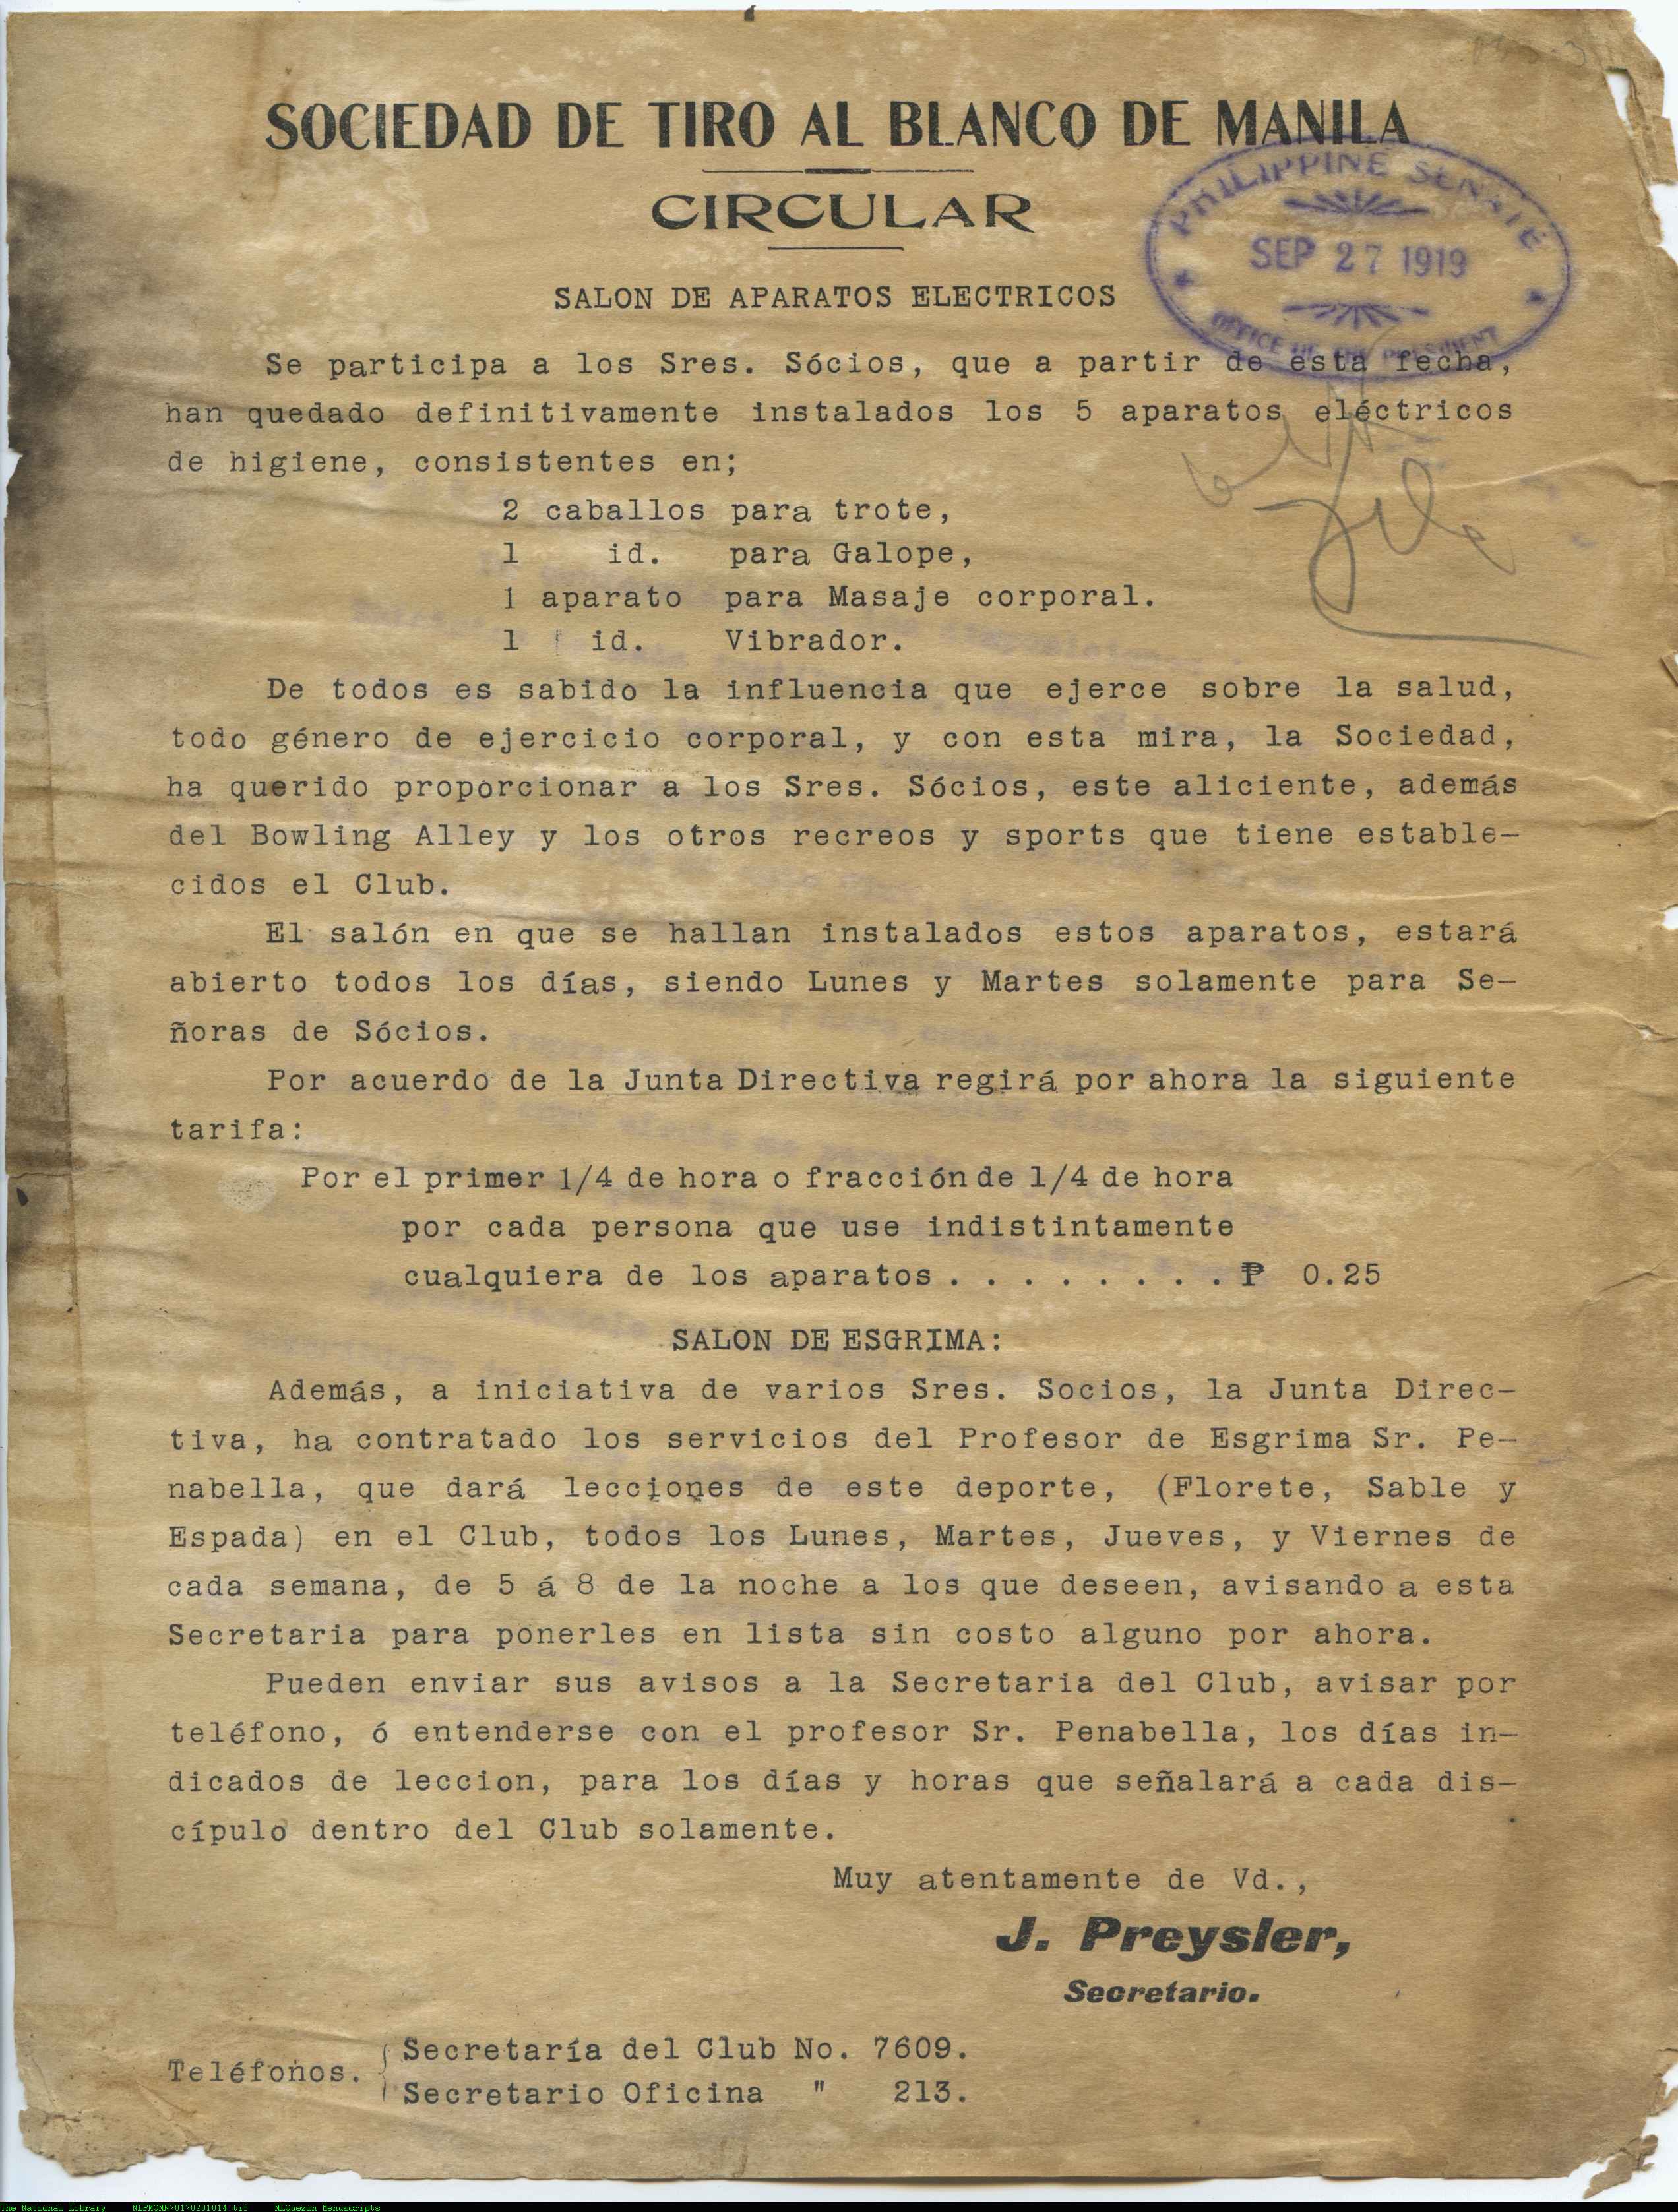 SOCIEDAD DE TIRO AL BLANCO DE MANILA
CIRCULAR
PHILIPPINE SENATE
SEP 27 1919
OFFICE OF THE PRESIDENT
SALON DE APARATOS ELECTRICOS
Se participa a los Sres. Sócios, que a partir de esta fecha,
han quedado definitivamente instalados los 5 aparatos eléctricos
de higiene, consistentes en;
File
2 caballos para trote,
1 id. para Galope,
1 aparato para Masaje corporal.
1 id. Vibrador.
De todos es sabido la influencia que ejerce sobre la salud,
todo género de ejercicio corporal, y con esta mira, la Sociedad,
ha querido proporcionar a los Sres. Sócios, este aliciente, además
del Bowling Alley y los otros recreos y sports que tiene estable-
cidos el Club.
El salón en que se hallan instalados estos aparatos, estará
abierto todos los días, siendo Lunes y Martes solamente para Se-
ñoras de Sócios.
Por acuerdo de la Junta Directiva regirá por ahora la siguiente
tarifa:
Por el primer 1/4 de hora o fracción de 1/4 de hora
por cada persona que use indistintamente
cualquiera de los aparatos . . . . . . . . . ₱ 0.25
SALON DE ESGRIMA:
Además, a iniciativa de varios Sres. Socios, la Junta Direc-
tiva, ha contratado los servicios del Profesor de Esgrima Sr. Pe-
nabella, que dará lecciones de este deporte, (Florete, Sable y
Espada) en el Club, todos los Lunes, Martes, Jueves, y Viernes de
cada semana, de 5 á 8 de la noche a los que deseen, avisando a esta
Secretaria para ponerles en lista sin costo alguno por ahora.
Pueden enviar sus avisos a la Secretaria del Club, avisar por
teléfono, ó entenderse con el profesor Sr. Penabella, los días in-
dicados de leccion, para los días y horas que señalará a cada dis-
cípulo dentro del Club solamente.
Muy atentamente de Vd.,
J. Preysler,
Secretario.
Teléfonos.
Secretaría del Club No. 7609.
Secretario Oficina " 213.
The National Library NLPMQMN70170201014.tif MLQuezon Manuscripts